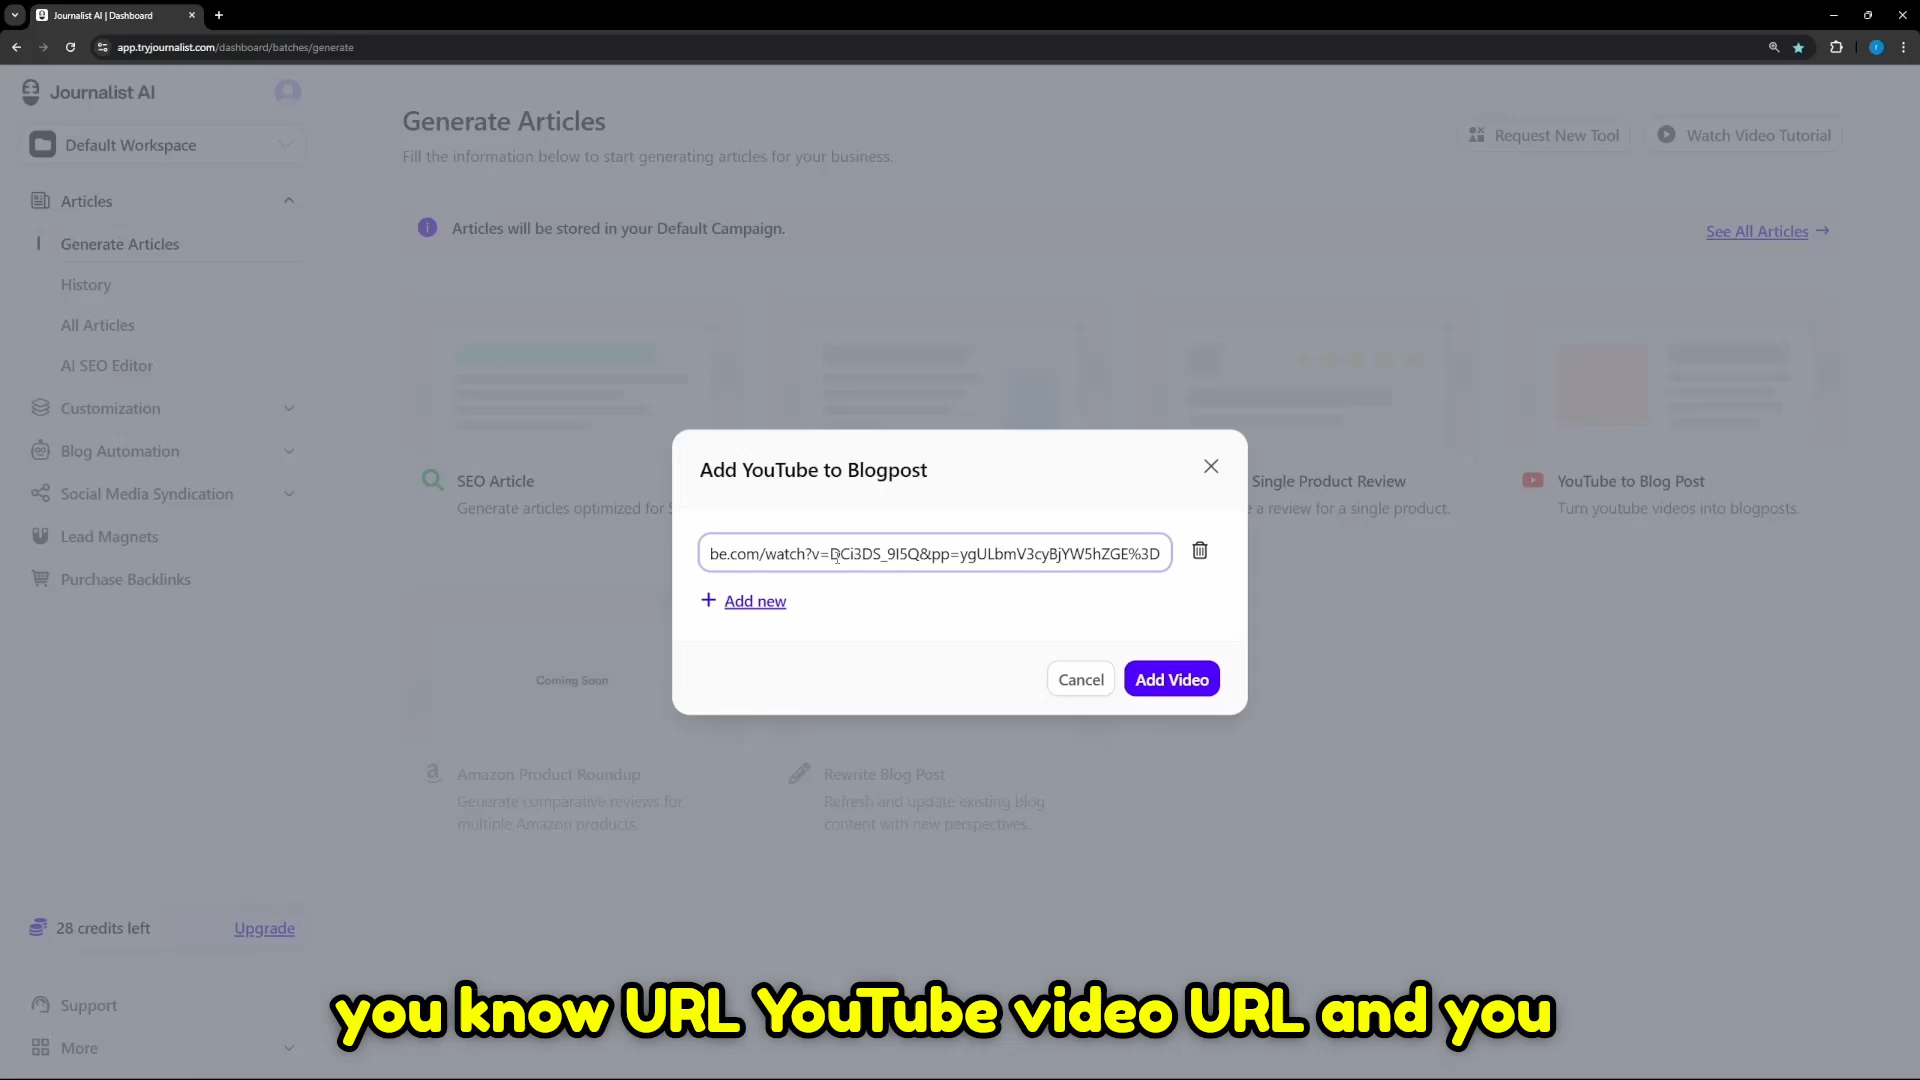 Journalist AI | Dashboard
app.tryjournalist.com/dashboard/batches/generate
Journalist AI
Default Workspace
Articles
Generate Articles
History
All Articles
AI SEO Editor
Customization
Blog Automation
Social Media Syndication
Lead Magnets
Purchase Backlinks
28 credits left
Upgrade
Support
More
Generate Articles
Fill the information below to start generating articles for your business.
Request New Tool
Watch Video Tutorial
Articles will be stored in your Default Campaign.
See All Articles
SEO Article
Generate articles optimized for
Single Product Review
a review for a single product.
YouTube to Blog Post
Turn youtube videos into blogposts.
Add YouTube to Blogpost
be.com/watch?v=DCi3DS_9I5Q&pp=ygULbmV3cyBjYW5hZGE%3D
Add new
Cancel
Add Video
Coming Soon
Amazon Product Roundup
Generate comparative reviews for
multiple Amazon products.
Rewrite Blog Post
Refresh and update existing blog
content with new perspectives.
you know URL YouTube video URL and you